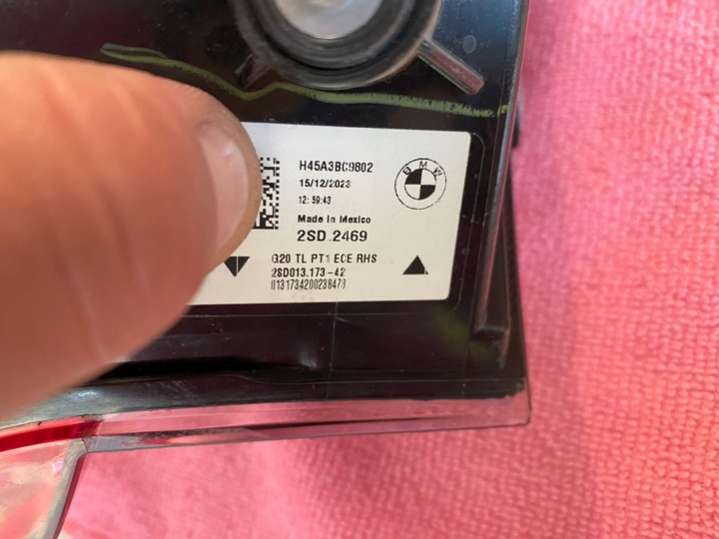 H45A3BC9802
15/12/2023
12:59:43
Made in Mexico
2SD.2469
G20 TL PT1 ECE RHS
2SD013.173-42
BMW